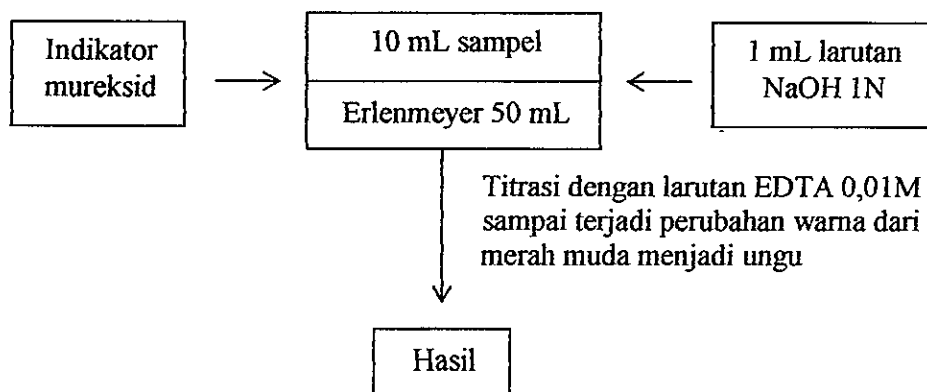 Indikator
mureksid
10 mL sampel
Erlenmeyer 50 mL
1 mL larutan
NaOH 1N
Titrasi dengan larutan EDTA 0,01M
sampai terjadi perubahan warna dari
merah muda menjadi ungu
Hasil